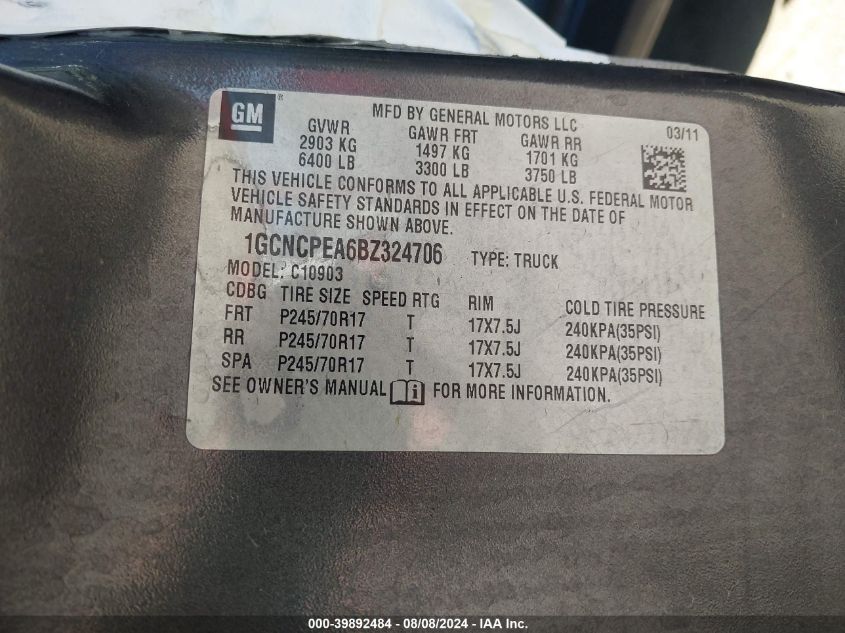 GM®
MFD BY GENERAL MOTORS LLC
03/11
GVWR GAWR FRT GAWR RR
2903 KG 1497 KG 1701 KG
6400 LB 3300 LB 3750 LB
THIS VEHICLE CONFORMS TO ALL APPLICABLE U.S. FEDERAL MOTOR
VEHICLE SAFETY STANDARDS IN EFFECT ON THE DATE OF
MANUFACTURE SHOWN ABOVE.
1GCNCPEA6BZ324706 TYPE: TRUCK
MODEL: C10903
CDBG TIRE SIZE SPEED RTG RIM COLD TIRE PRESSURE
FRT P245/70R17 T 17X7.5J 240KPA(35PSI)
RR P245/70R17 T 17X7.5J 240KPA(35PSI)
SPA P245/70R17 T 17X7.5J 240KPA(35PSI)
SEE OWNER'S MANUAL FOR MORE INFORMATION.
000-39892484 - 08/08/2024 - IAA Inc.